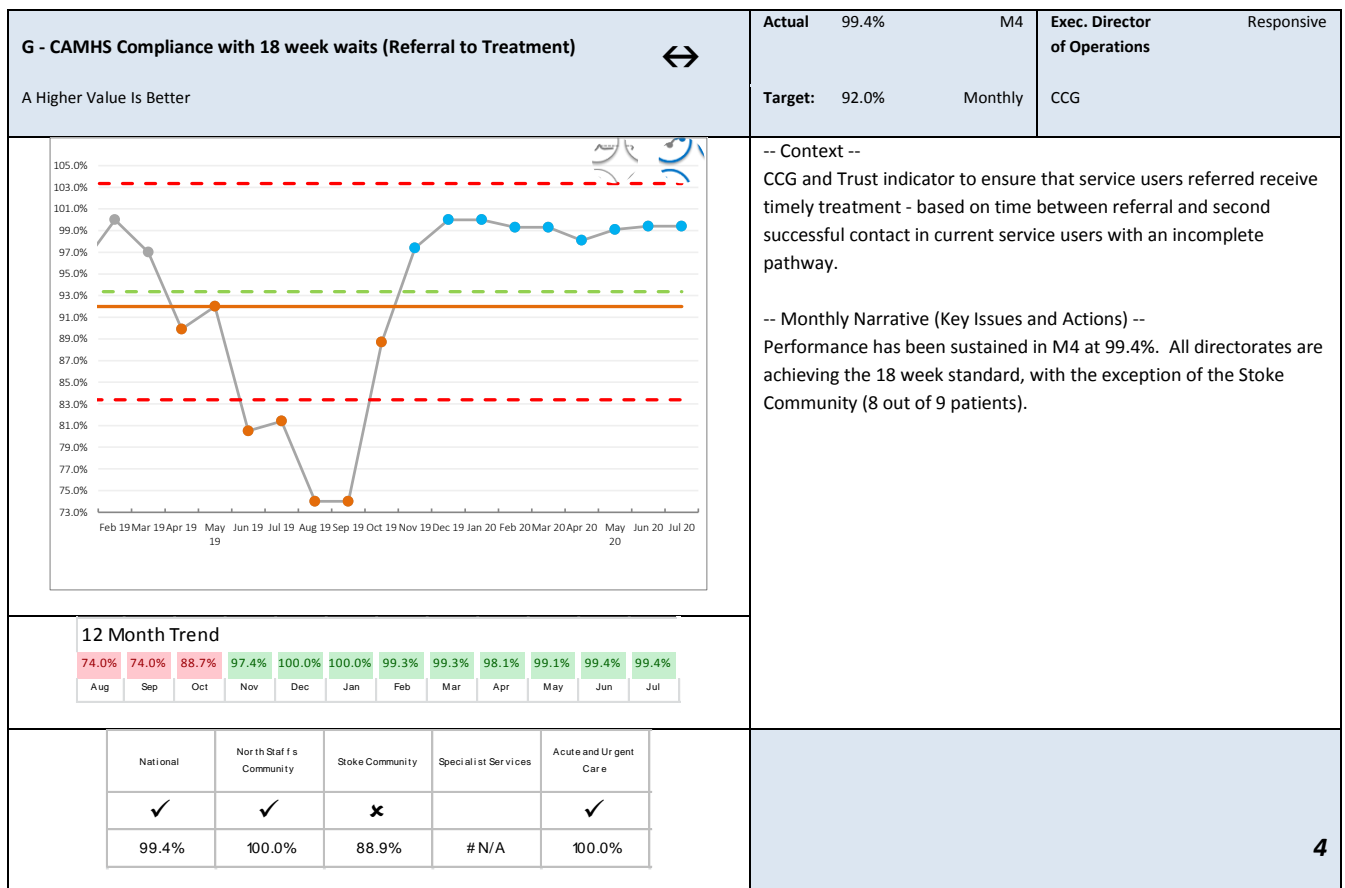 G - CAMHS Compliance with 18 week waits (Referral to Treatment)
A Higher Value Is Better
Actual 99.4% M4
Target: 92.0% Monthly
Exec. Director Responsive
of Operations
CCG
105.0%
103.0%
101.0%
99.0%
97.0%
95.0%
93.0%
91.0%
89.0%
87.0%
85.0%
83.0%
81.0%
79.0%
77.0%
75.0%
73.0%
Feb 19 Mar 19 Apr 19 May Jun 19 Jul 19 Aug 19 Sep 19 Oct 19 Nov 19 Dec 19 Jan 20 Feb 20 Mar 20 Apr 20 May Jun 20 Jul 20
19 20
-- Context --
CCG and Trust indicator to ensure that service users referred receive
timely treatment - based on time between referral and second
successful contact in current service users with an incomplete
pathway.
-- Monthly Narrative (Key Issues and Actions) --
Performance has been sustained in M4 at 99.4%. All directorates are
achieving the 18 week standard, with the exception of the Stoke
Community (8 out of 9 patients).
12 Month Trend
74.0% 74.0% 88.7% 97.4% 100.0% 100.0% 99.3% 99.3% 98.1% 99.1% 99.4% 99.4%
Aug Sep Oct Nov Dec Jan Feb Mar Apr May Jun Jul
National
North Staffs
Community
Stoke Community
Specialist Services
Acute and Urgent
Care
✓ ✓ ✘ ✓
99.4% 100.0% 88.9% #N/A 100.0%
4